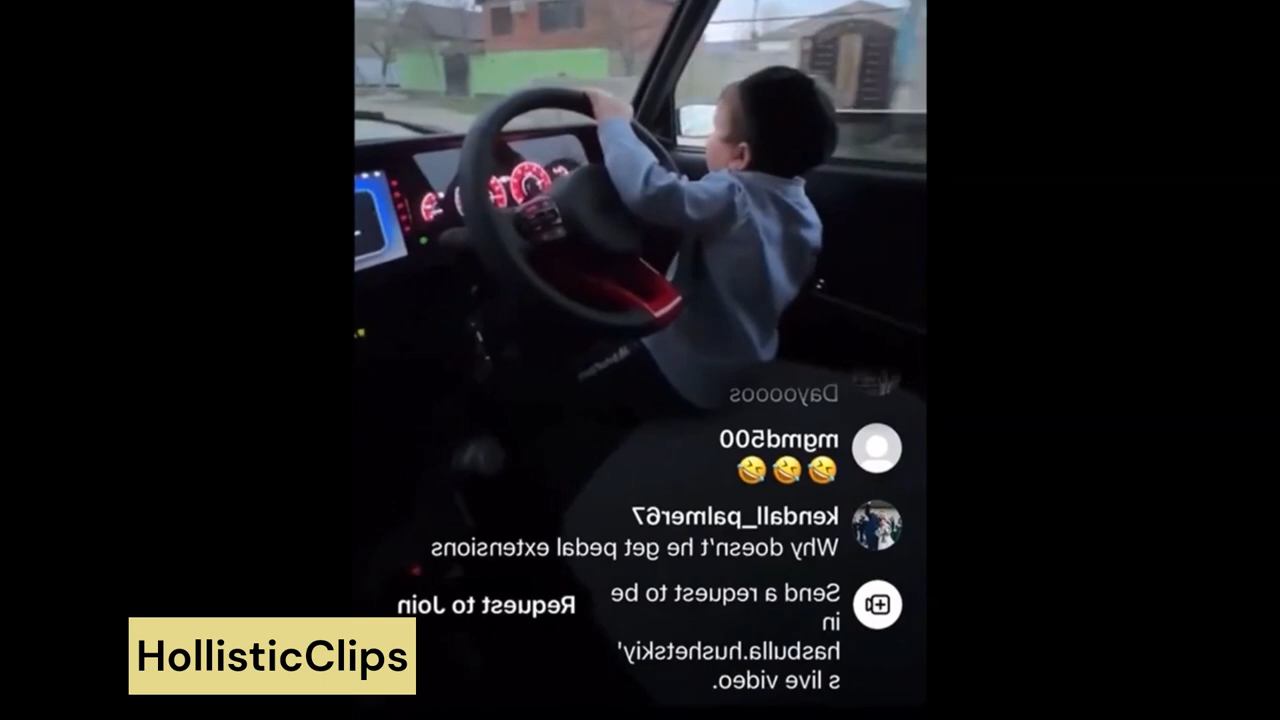 Dayoooos
mgmd500
🤣🤣🤣
kendall_palmer67
Why doesn't he get pedal extensions
Send a request to be
in
hasbulla.hushetskiy'
s live video.
Request to Join
HollisticClips